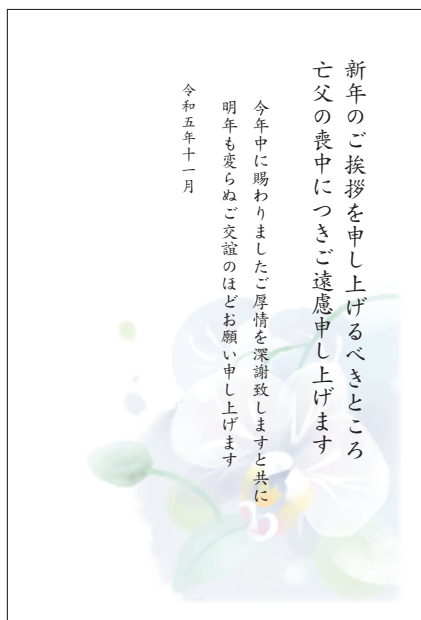 新年のご挨拶を申し上げるべきところ
亡父の喪中につきご遠慮申し上げます
今年中に賜わりましたご厚情を深謝致しますと共に
明年も変らぬご交誼のほどお願い申し上げます
令和五年十一月